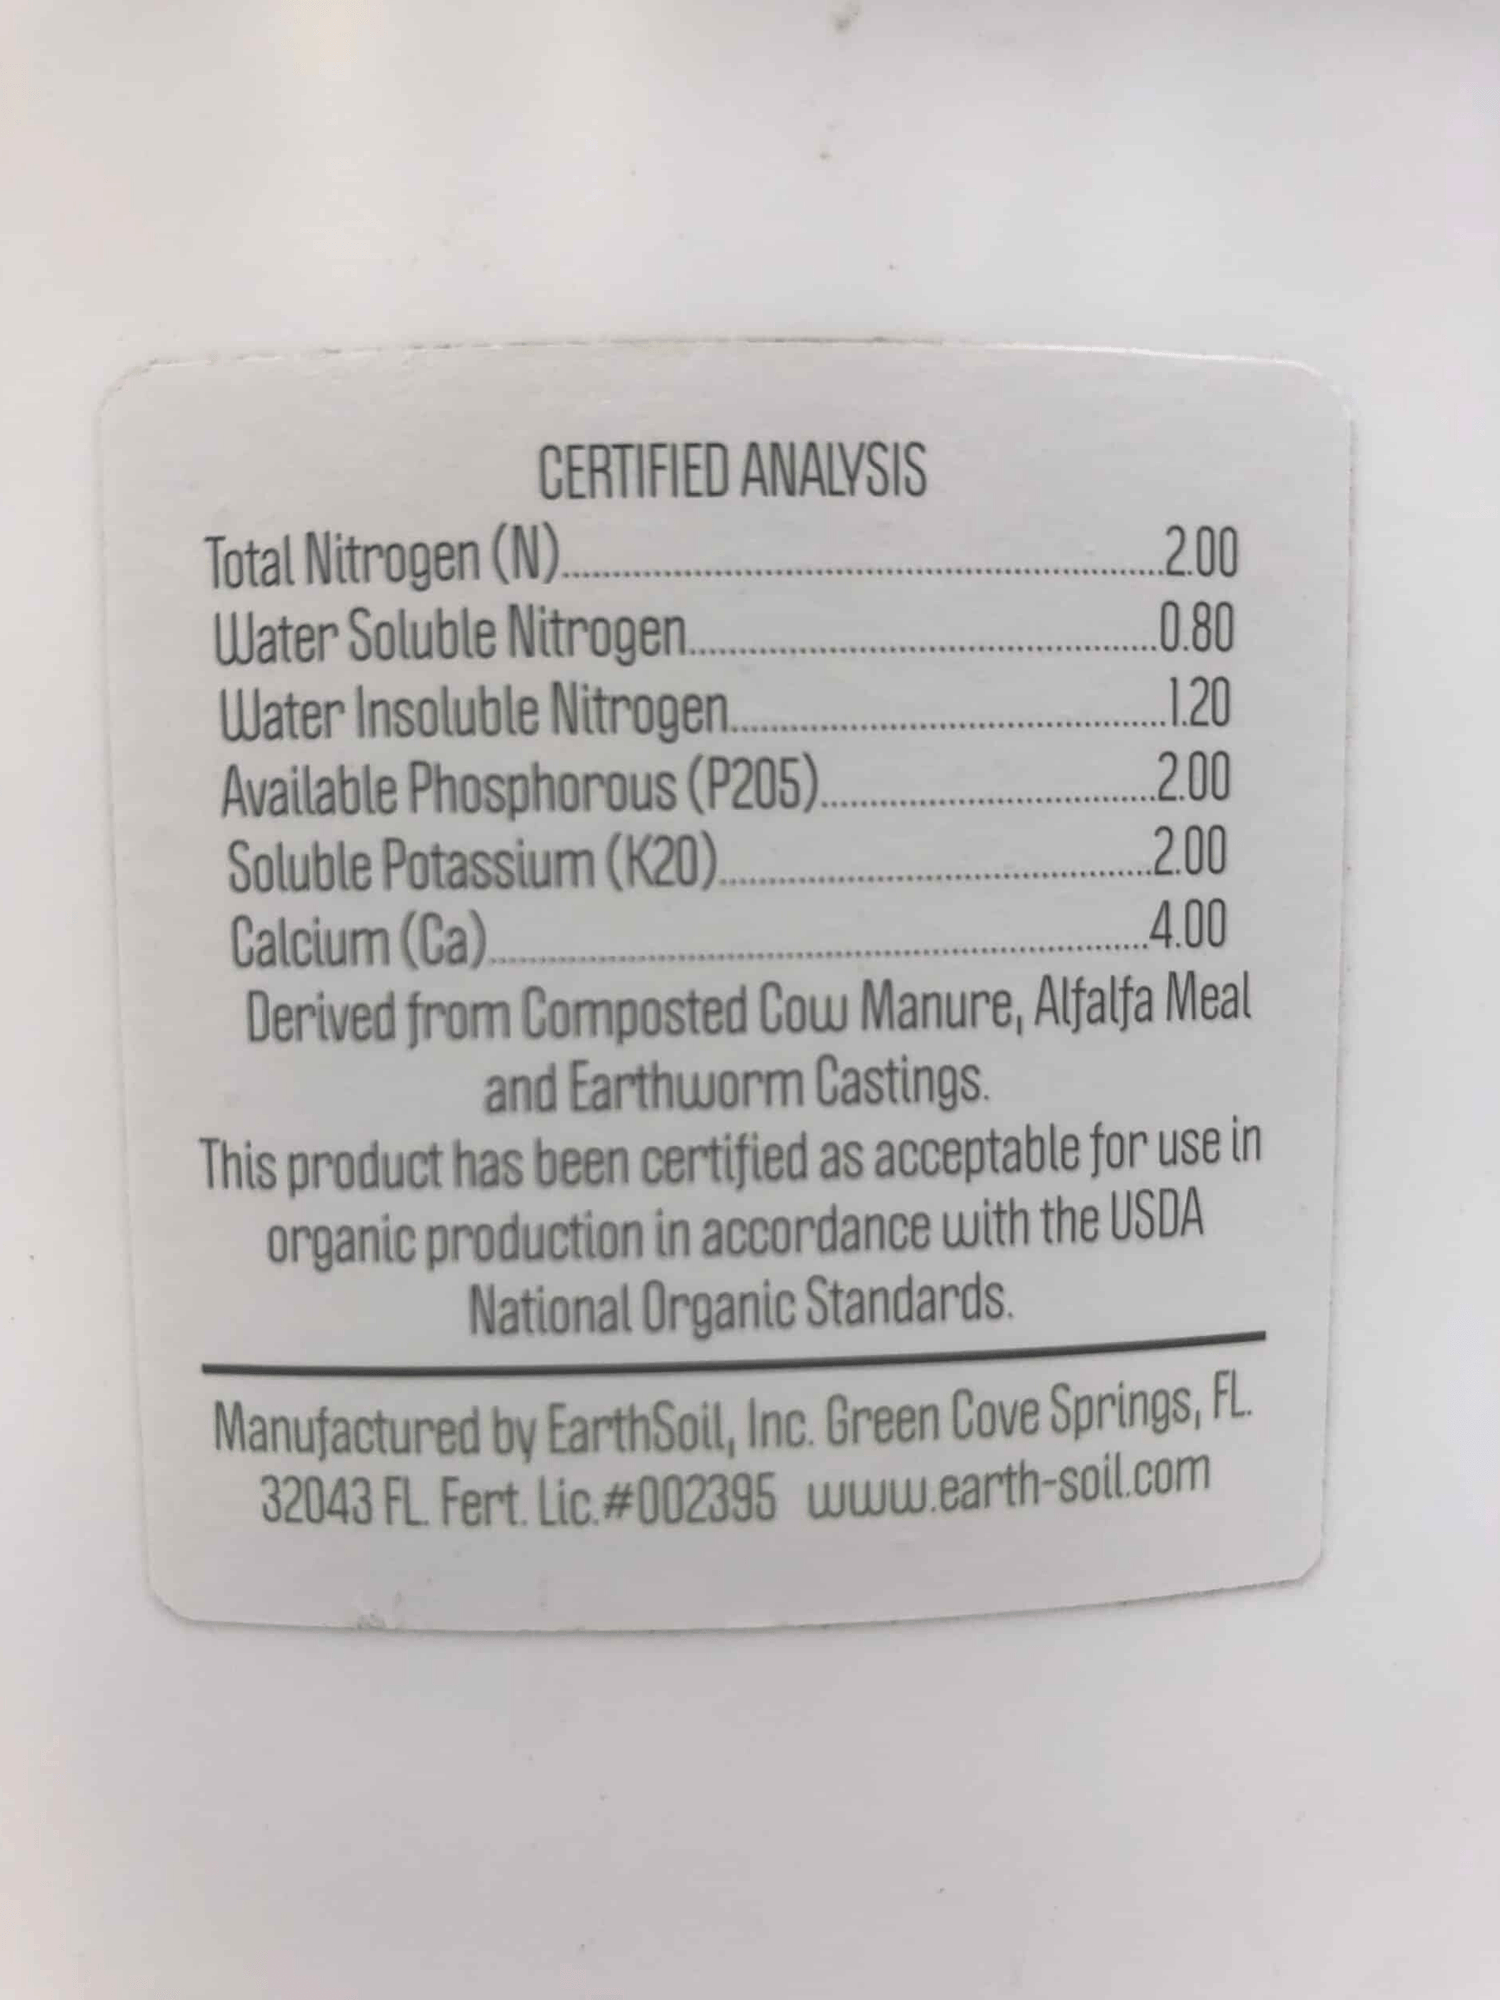 CERTIFIED ANALYSIS
Total Nitrogen (N)..........................................................2.00
Water Soluble Nitrogen.............................................0.80
Water Insoluble Nitrogen..........................................1.20
Available Phosphorous (P205)................................2.00
Soluble Potassium (K20)..........................................2.00
Calcium (Ca)................................................................4.00
Derived from Composted Cow Manure, Alfalfa Meal
and Earthworm Castings.
This product has been certified as acceptable for use in
organic production in accordance with the USDA
National Organic Standards.
Manufactured by EarthSoil, Inc. Green Cove Springs, FL.
32043 FL. Fert. Lic.#002395 www.earth-soil.com